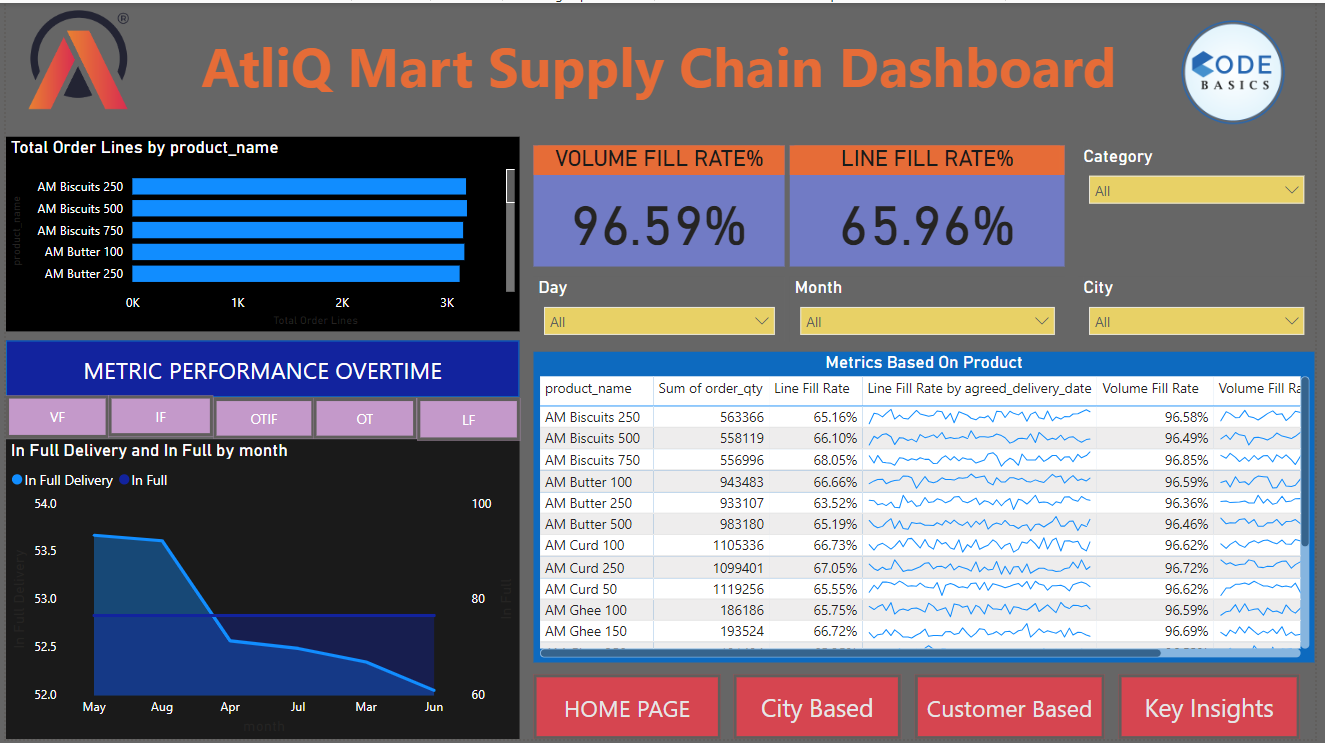 AtliQ Mart Supply Chain Dashboard
®
CODE
BASICS
Total Order Lines by product_name
product_name
AM Biscuits 250
AM Biscuits 500
AM Biscuits 750
AM Butter 100
AM Butter 250
0K 1K 2K 3K
Total Order Lines
VOLUME FILL RATE%
96.59%
LINE FILL RATE%
65.96%
Category
All
Day
All
Month
All
City
All
METRIC PERFORMANCE OVERTIME
VF IF OTIF OT LF
In Full Delivery and In Full by month
In Full Delivery In Full
54.0 100
53.5
53.0 80
52.5
52.0 60
In Full Delivery
In Full
May Aug Apr Jul Mar Jun
month
Metrics Based On Product
product_name Sum of order_qty Line Fill Rate Line Fill Rate by agreed_delivery_date Volume Fill Rate Volume Fill Ra
AM Biscuits 250 563366 65.16% 96.58%
AM Biscuits 500 558119 66.10% 96.49%
AM Biscuits 750 556996 68.05% 96.85%
AM Butter 100 943483 66.66% 96.59%
AM Butter 250 933107 63.52% 96.36%
AM Butter 500 983180 65.19% 96.46%
AM Curd 100 1105336 66.73% 96.62%
AM Curd 250 1099401 67.05% 96.72%
AM Curd 50 1119256 65.55% 96.62%
AM Ghee 100 186186 65.75% 96.59%
AM Ghee 150 193524 66.72% 96.69%
HOME PAGE
City Based
Customer Based
Key Insights